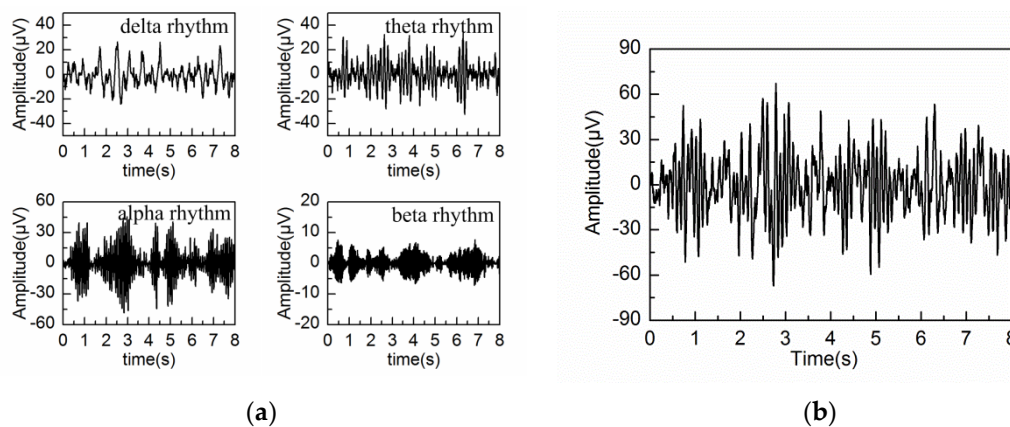 delta rhythm
Amplitude(μV)
40
20
0
-20
-40
0 1 2 3 4 5 6 7 8
time(s)
theta rhythm
Amplitude(μV)
40
20
0
-20
-40
0 1 2 3 4 5 6 7 8
time(s)
alpha rhythm
Amplitude(μV)
60
30
0
-30
-60
0 1 2 3 4 5 6 7 8
time(s)
beta rhythm
Amplitude(μV)
20
10
0
-10
-20
0 1 2 3 4 5 6 7 8
time(s)
(a)
Amplitude(μV)
90
60
30
0
-30
-60
-90
0 1 2 3 4 5 6 7 8
Time(s)
(b)